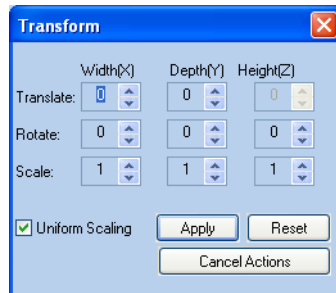 Transform
Width(X) Depth(Y) Height(Z)
Translate: 0 0 0
Rotate: 0 0 0
Scale: 1 1 1
Uniform Scaling Apply Reset
Cancel Actions